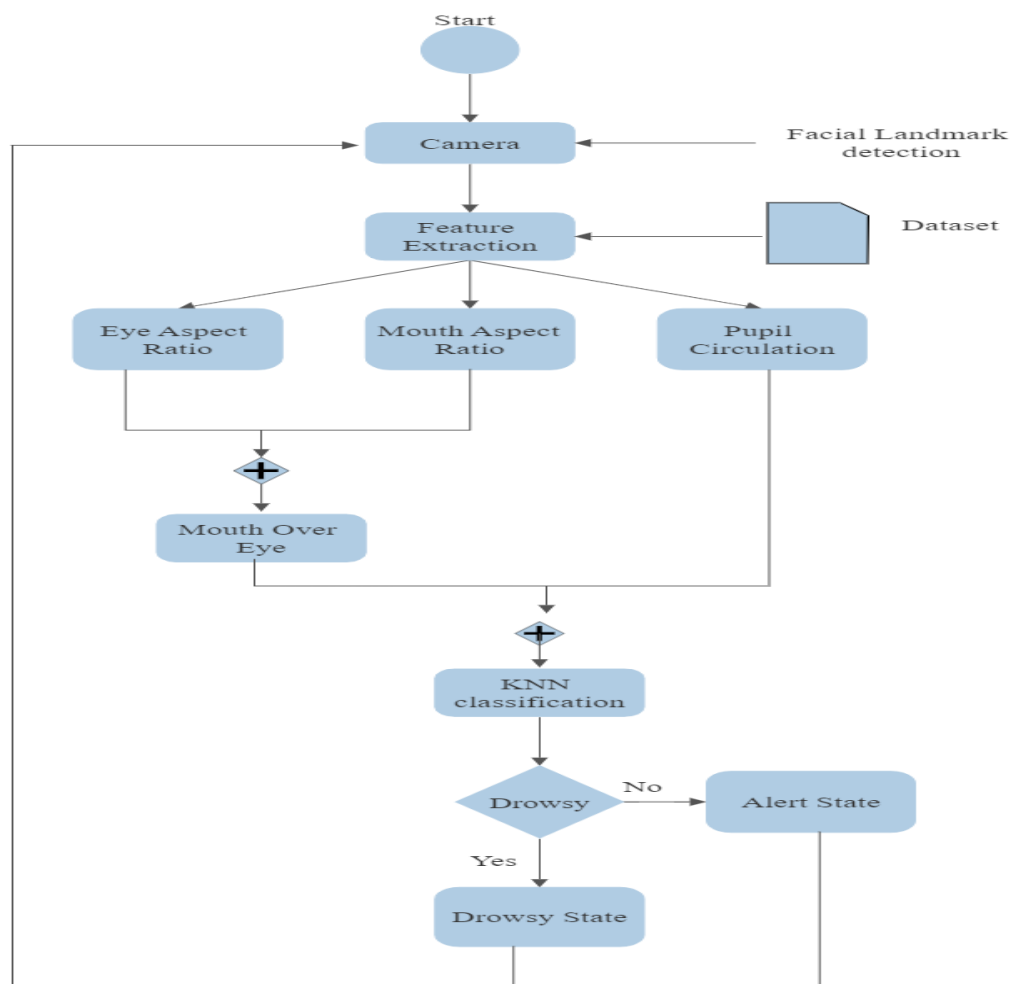 Start
Camera
Facial Landmark
detection
Feature
Extraction
Dataset
Eye Aspect
Ratio
Mouth Aspect
Ratio
Pupil
Circulation
Mouth Over
Eye
KNN
classification
Drowsy
No
Alert State
Yes
Drowsy State